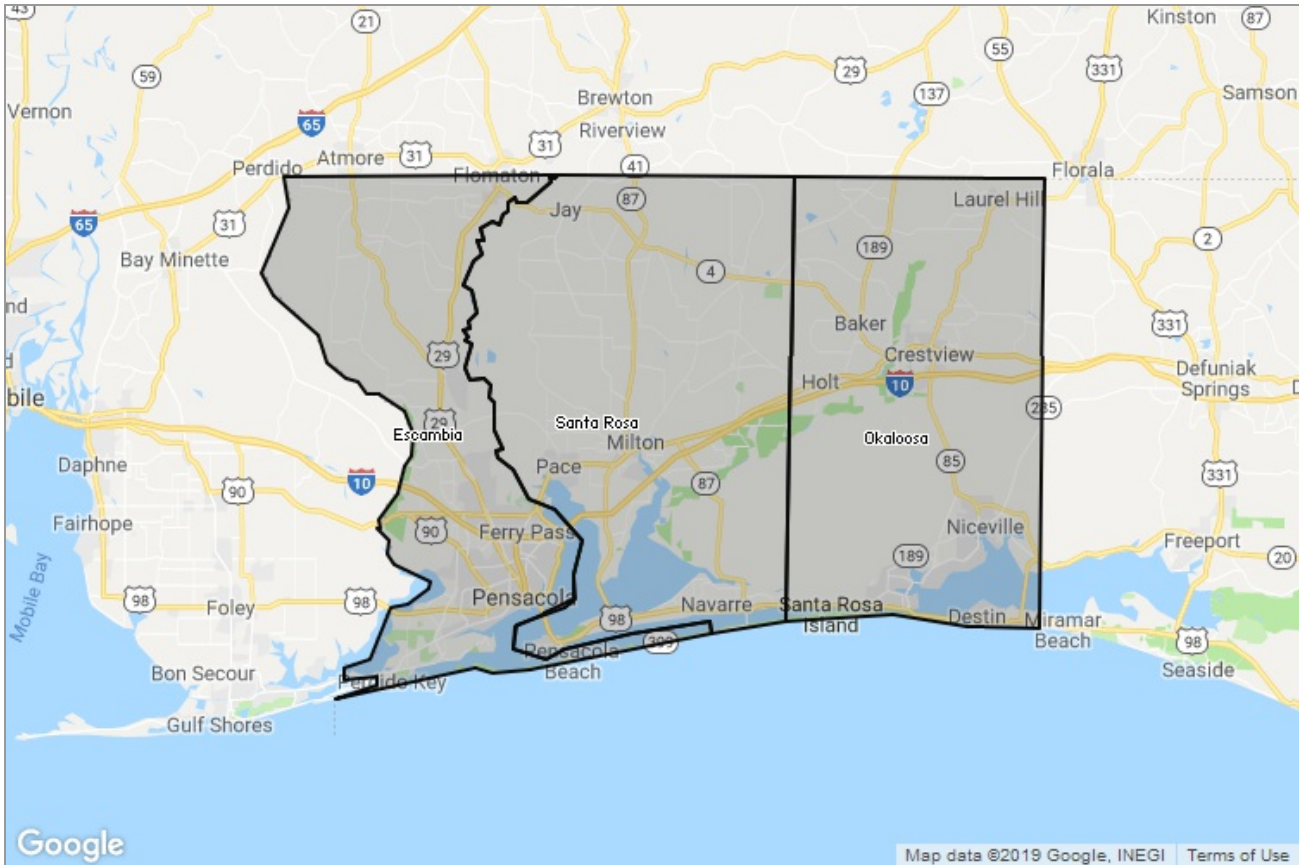 43
21
Kinston
87
55
59
29
331
137
Vernon
Brewton
Samson
65
Riverview
31
Perdido
Atmore
31
41
Florala
Flomaton
87
Laurel Hill
Jay
65
31
189
2
Bay Minette
4
nd
331
Baker
29
Crestview
Defuniak
Springs
d
Holt
10
bile
285
29
Santa Rosa
Escambia
Milton
Okaloosa
Daphne
Pace
85
331
10
87
90
Fairhope
90
Ferry Pass
Niceville
Freeport
189
20
Mobile Bay
98
Foley
98
Pensacola
98
Navarre
Santa Rosa
Island
Destin
Miramar
Beach
98
399
Pensacola
Beach
Seaside
Bon Secour
Perdido Key
Gulf Shores
Google
Map data ©2019 Google, INEGI
Terms of Use